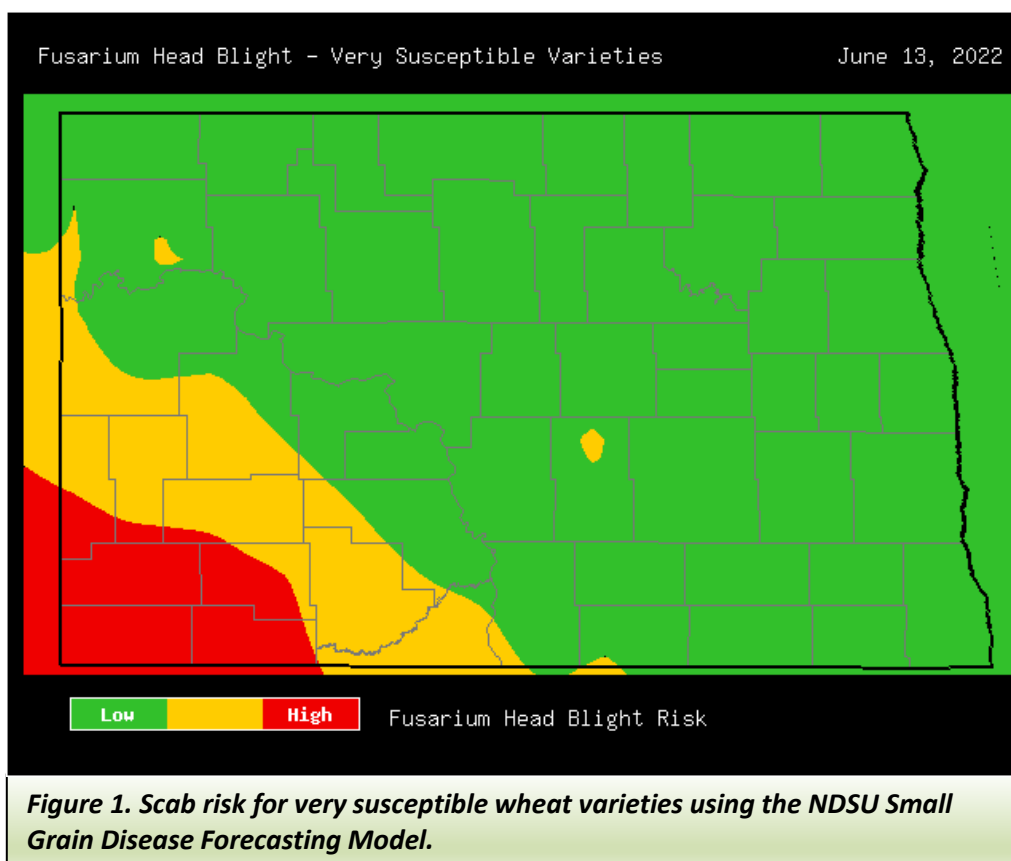 Fusarium Head Blight - Very Susceptible Varieties June 13, 2022
Low High Fusarium Head Blight Risk
Figure 1. Scab risk for very susceptible wheat varieties using the NDSU Small
Grain Disease Forecasting Model.